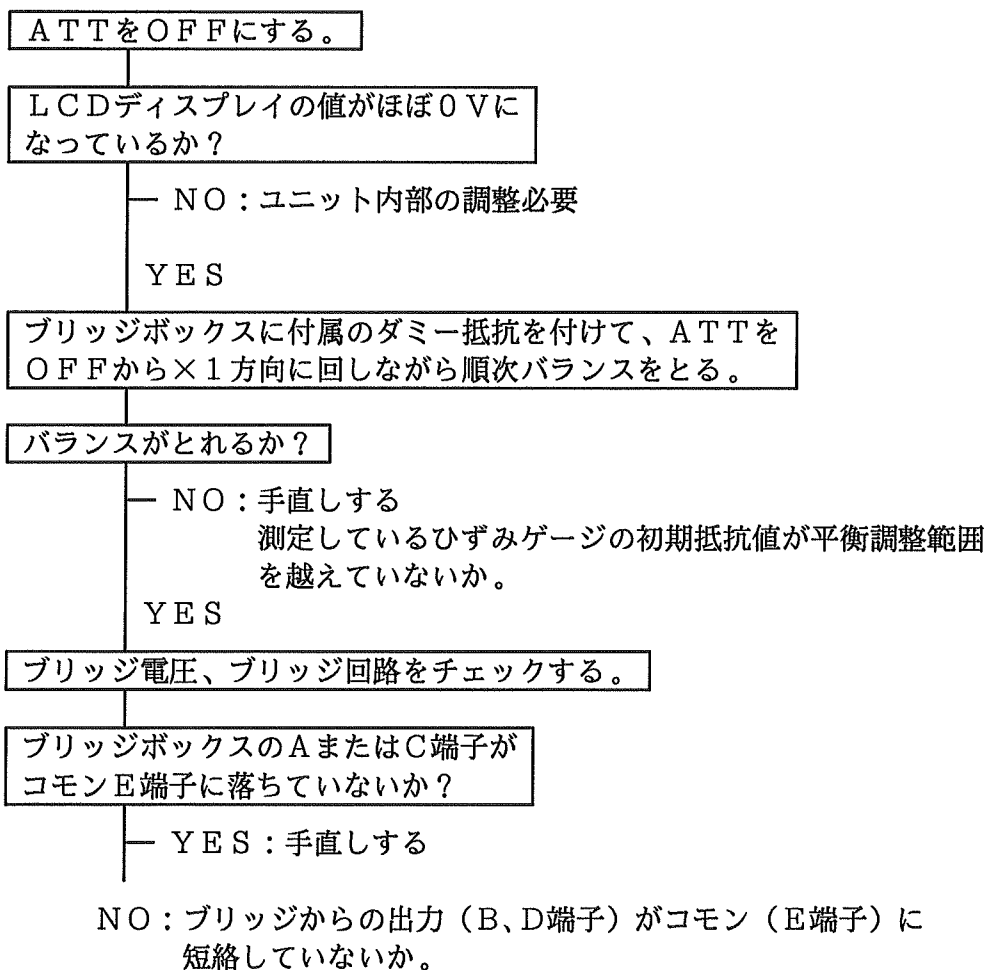 ATTをOFFにする。
LCDディスプレイの値がほぼ0Vに
なっているか?
NO:ユニット内部の調整必要
YES
ブリッジボックスに付属のダミー抵抗を付けて、ATTを
OFFから×1方向に回しながら順次バランスをとる。
バランスがとれるか?
NO:手直しする
測定しているひずみゲージの初期抵抗値が平衡調整範囲
を越えていないか。
YES
ブリッジ電圧、ブリッジ回路をチェックする。
ブリッジボックスのAまたはC端子が
コモンE端子に落ちていないか?
YES:手直しする
NO:ブリッジからの出力(B、D端子)がコモン(E端子)に
短絡していないか。